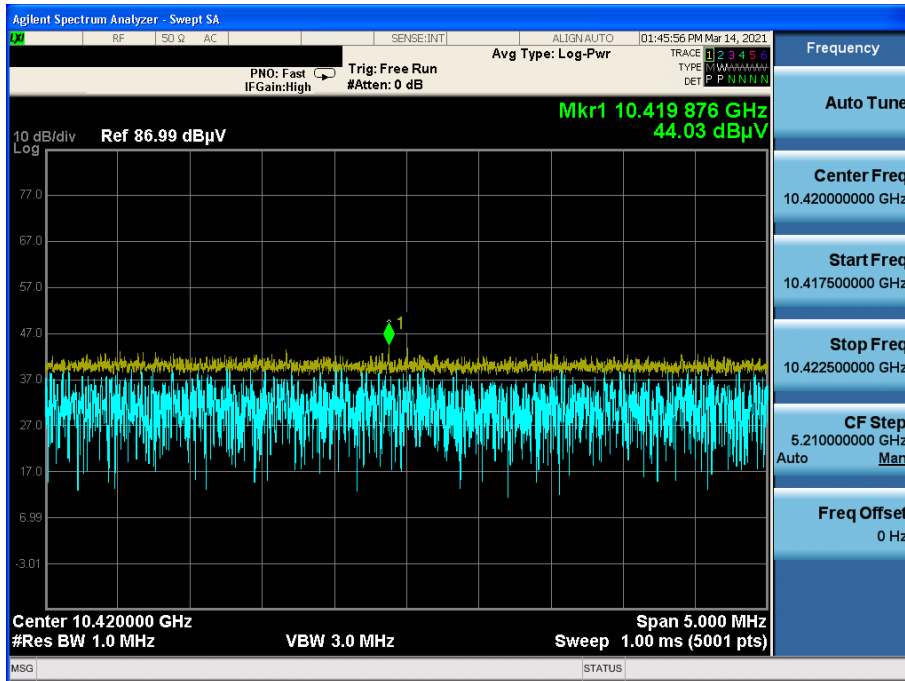 Agilent Spectrum Analyzer - Swept SA
LXI RF 50 Ω AC SENSE:INT ALIGN AUTO 01:45:56 PM Mar 14, 2021
Avg Type: Log-Pwr TRACE 1 2 3 4 5 6
PNO: Fast Trig: Free Run TYPE M W W W W W
IFGain:High #Atten: 0 dB DET P P N N N N
Mkr1 10.419 876 GHz
10 dB/div Ref 86.99 dBµV 44.03 dBµV
Log
77.0
67.0
57.0
47.0
37.0
27.0
17.0
6.99
-3.01
1
Center 10.420000 GHz Span 5.000 MHz
#Res BW 1.0 MHz VBW 3.0 MHz Sweep 1.00 ms (5001 pts)
MSG STATUS
Frequency
Auto Tune
Center Freq
10.420000000 GHz
Start Freq
10.417500000 GHz
Stop Freq
10.422500000 GHz
CF Step
5.210000000 GHz
Auto Man
Freq Offset
0 Hz